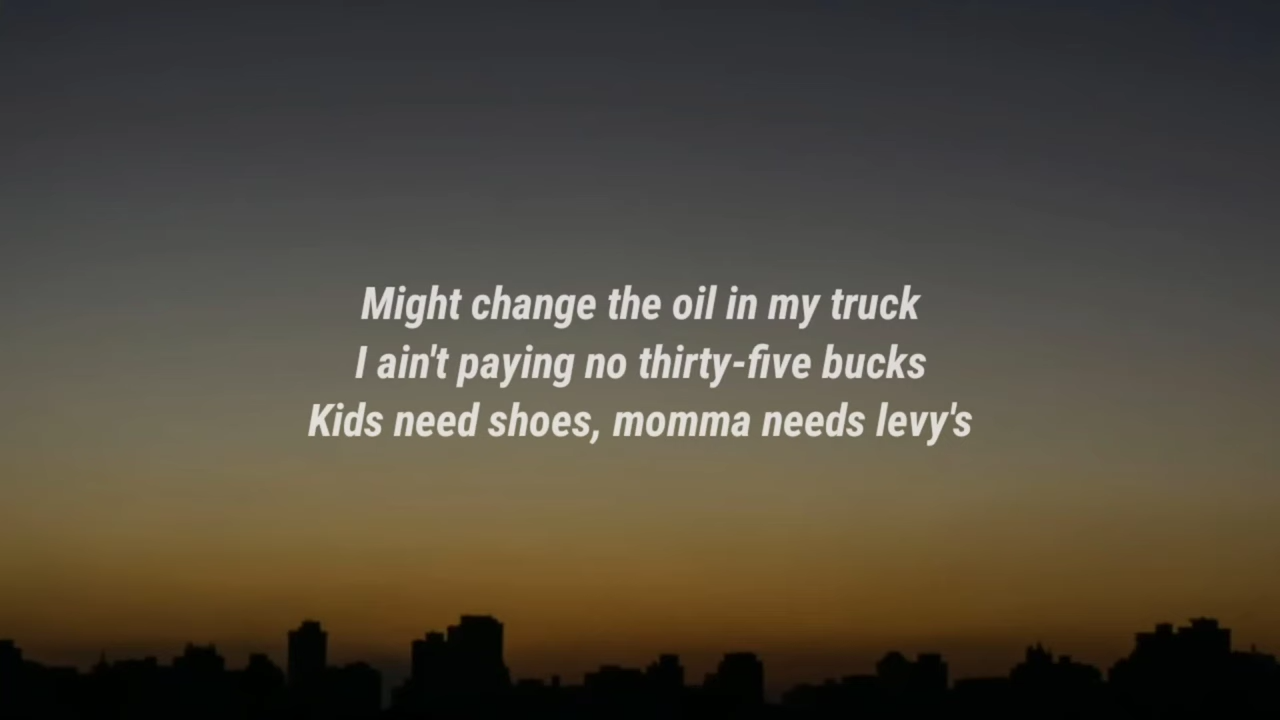 Might change the oil in my truck
I ain't paying no thirty-five bucks
Kids need shoes, momma needs levy's